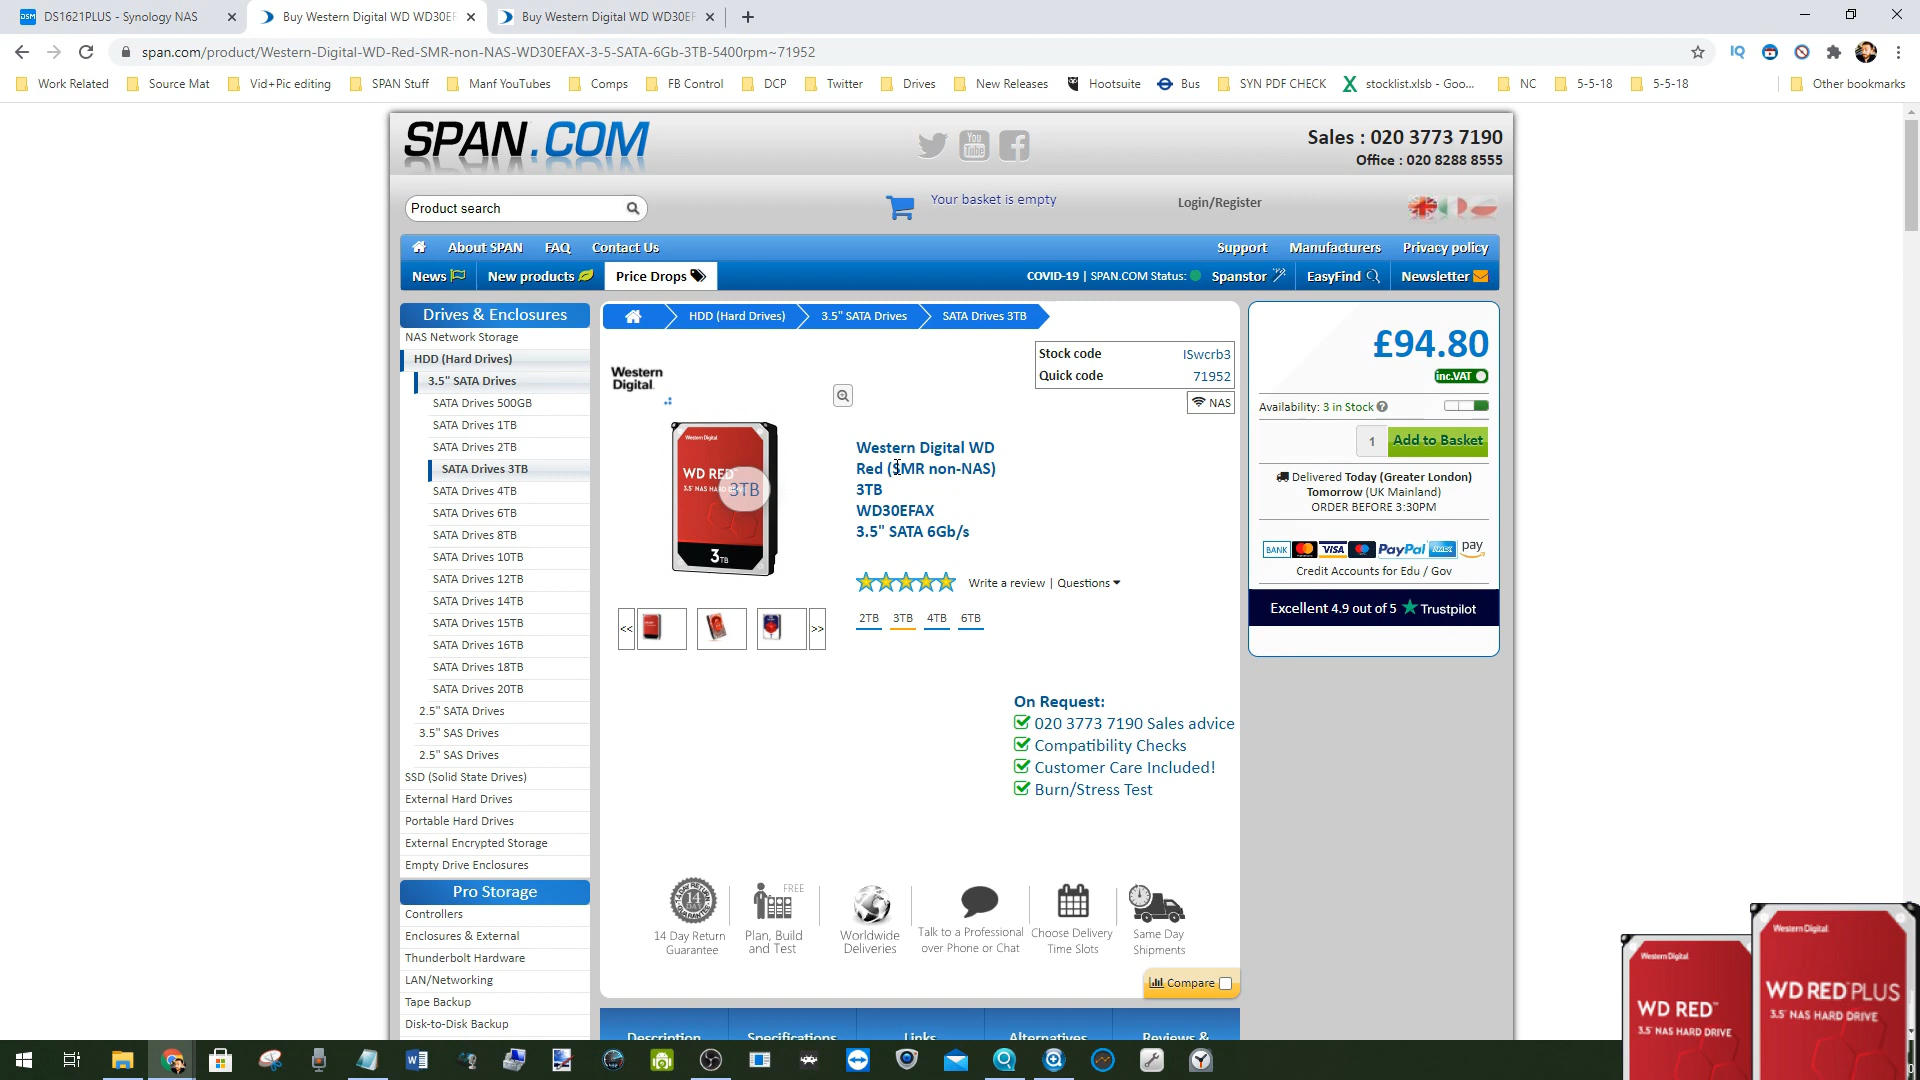 DS1621PLUS - Synology NAS
Buy Western Digital WD WD30EF
Buy Western Digital WD WD30EF
span.com/product/Western-Digital-WD-Red-SMR-non-NAS-WD30EFAX-3-5-SATA-6Gb-3TB-5400rpm~71952
Work Related
Source Mat
Vid+Pic editing
SPAN Stuff
Manf YouTubes
Comps
FB Control
DCP
Twitter
Drives
New Releases
Hootsuite
Bus
SYN PDF CHECK
stocklist.xlsb - Goo...
NC
5-5-18
5-5-18
Other bookmarks
SPAN.COM
You Tube
Sales : 020 3773 7190
Office : 020 8288 8555
Product search
Your basket is empty
Login/Register
About SPAN
FAQ
Contact Us
Support
Manufacturers
Privacy policy
News
New products
Price Drops
COVID-19 | SPAN.COM Status:
Spanstor
EasyFind
Newsletter
Drives & Enclosures
NAS Network Storage
HDD (Hard Drives)
3.5" SATA Drives
SATA Drives 500GB
SATA Drives 1TB
SATA Drives 2TB
SATA Drives 3TB
SATA Drives 4TB
SATA Drives 6TB
SATA Drives 8TB
SATA Drives 10TB
SATA Drives 12TB
SATA Drives 14TB
SATA Drives 15TB
SATA Drives 16TB
SATA Drives 18TB
SATA Drives 20TB
2.5" SATA Drives
3.5" SAS Drives
2.5" SAS Drives
SSD (Solid State Drives)
External Hard Drives
Portable Hard Drives
External Encrypted Storage
Empty Drive Enclosures
Pro Storage
Controllers
Enclosures & External
Thunderbolt Hardware
LAN/Networking
Tape Backup
Disk-to-Disk Backup
HDD (Hard Drives)
3.5" SATA Drives
SATA Drives 3TB
Stock code ISwcrb3
Quick code 71952
NAS
Western Digital.
Western Digital
WD RED
3TB
3TB
Western Digital WD
Red (SMR non-NAS)
3TB
WD30EFAX
3.5" SATA 6Gb/s
Write a review | Questions
2TB 3TB 4TB 6TB
<<
>>
On Request:
020 3773 7190 Sales advice
Compatibility Checks
Customer Care Included!
Burn/Stress Test
14 DAY
14 Day Return Guarantee
FREE
Plan, Build and Test
Worldwide Deliveries
Talk to a Professional over Phone or Chat
Choose Delivery Time Slots
Same Day Shipments
Compare
Description
Specifications
Links
Alternatives
Reviews &
£94.80
inc.VAT
Availability: 3 in Stock
1
Add to Basket
Delivered Today (Greater London)
Tomorrow (UK Mainland)
ORDER BEFORE 3:30PM
BANK
VISA
PayPal
pay
Credit Accounts for Edu / Gov
Excellent 4.9 out of 5 Trustpilot
Western Digital
WD RED™
3.5" NAS HARD DRIVE
Western Digital
WD RED PLUS
3.5" NAS HARD DRIVE